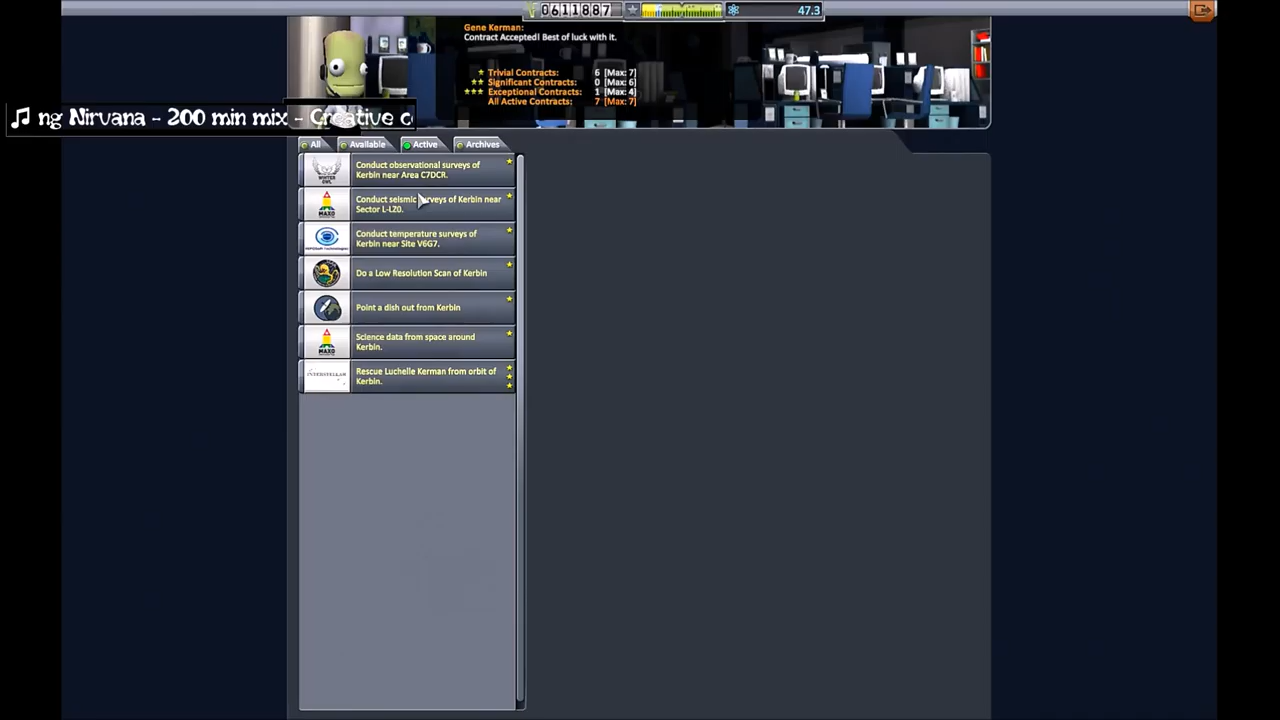 0611887
47.3
Gene Kerman:
Contract Accepted! Best of luck with it.
Trivial Contracts: 6 [Max: 7]
Significant Contracts: 0 [Max: 6]
Exceptional Contracts: 1 [Max: 4]
All Active Contracts: 7 [Max: 7]
ng Nirvana - 200 min mix - Creative c
All Available Active Archives
Conduct observational surveys of
Kerbin near Area C7DCR.
Conduct seismic surveys of Kerbin near
Sector L-LZ0.
MAXO
Conduct temperature surveys of
Kerbin near Site V6G7.
Do a Low Resolution Scan of Kerbin
Point a dish out from Kerbin
Science data from space around
Kerbin.
MAXO
Rescue Luchelle Kerman from orbit of
Kerbin.